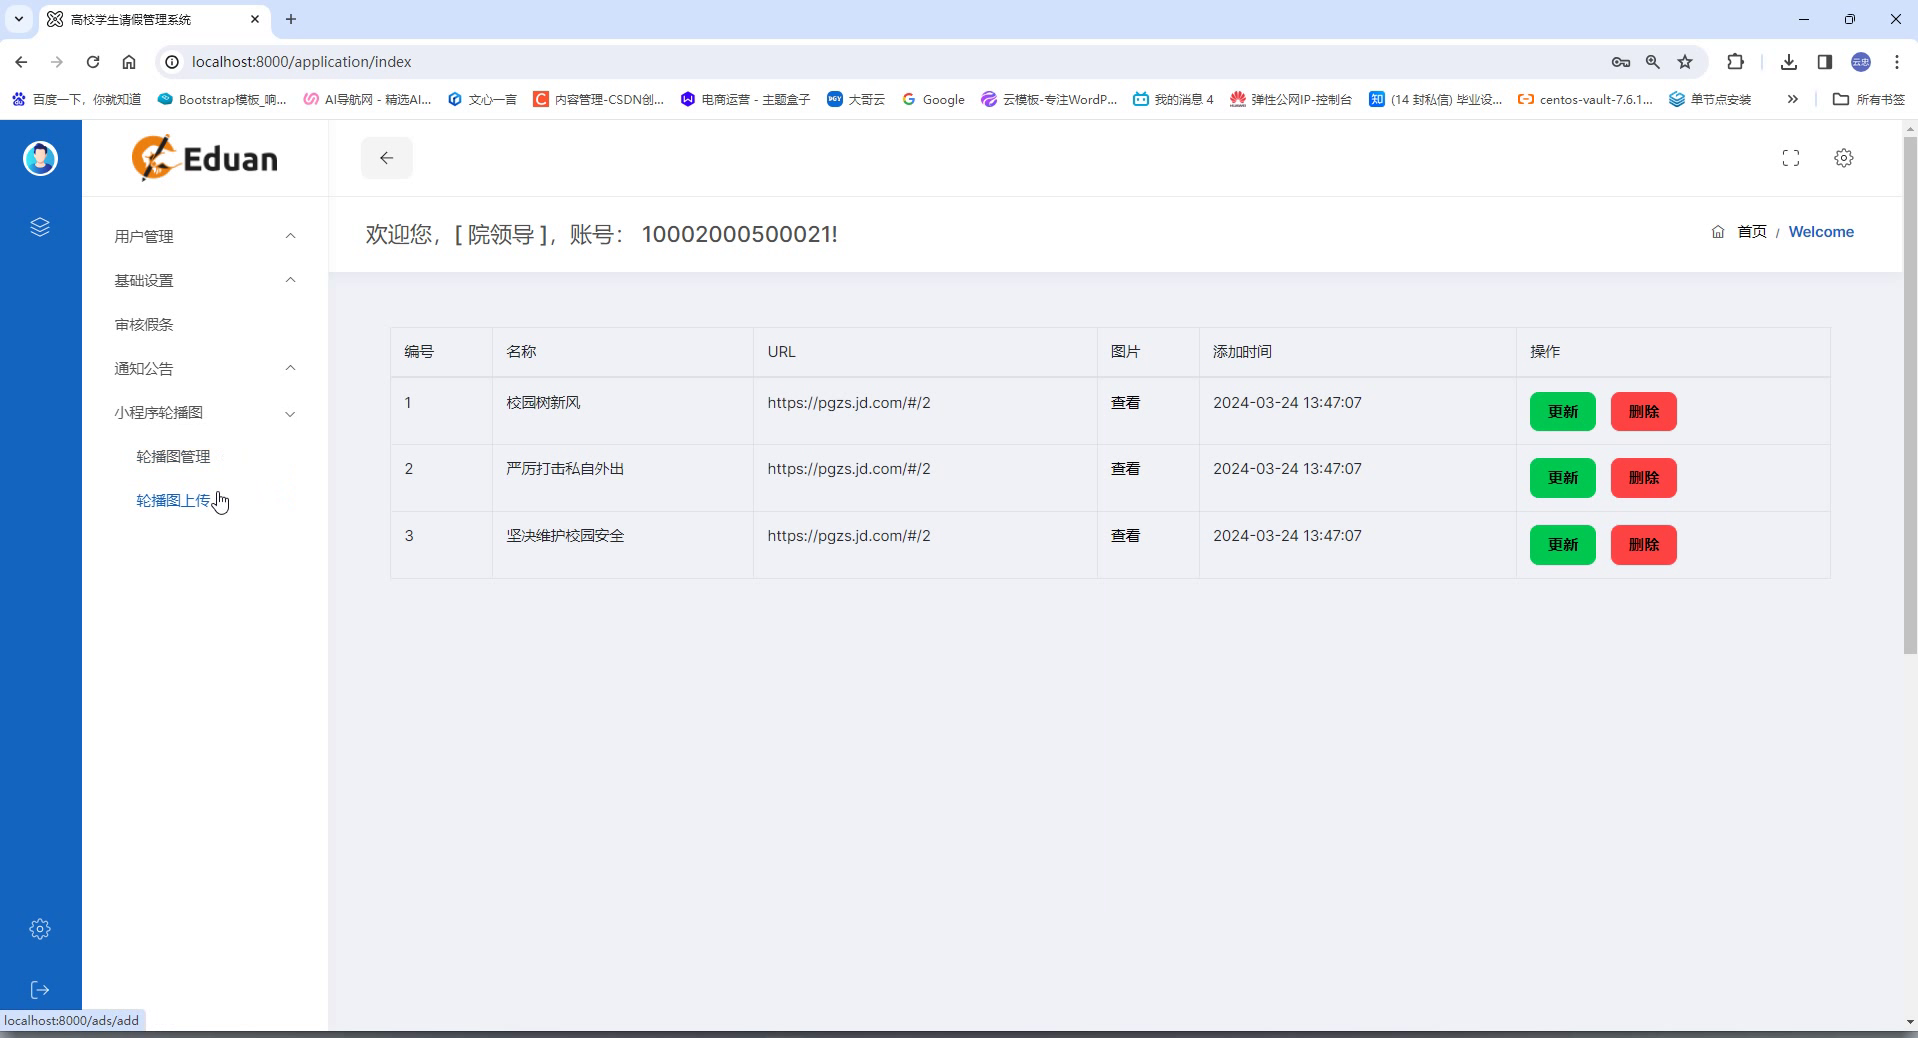 高校学生请假管理系统
localhost:8000/application/index
云忠
百度一下，你就知道
Bootstrap模板_响...
AI导航网 - 精选AI...
文心一言
内容管理-CSDN创...
电商运营 - 主题盒子
大哥云
Google
云模板-专注WordP...
我的消息 4
弹性公网IP-控制台
(14 封私信) 毕业设...
centos-vault-7.6.1...
单节点安装
所有书签
Eduan
用户管理
基础设置
审核假条
通知公告
小程序轮播图
轮播图管理
轮播图上传
欢迎您，[ 院领导 ]，账号： 10002000500021!
首页 / Welcome
编号 名称 URL 图片 添加时间 操作
1 校园树新风 https://pgzs.jd.com/#/2 查看 2024-03-24 13:47:07 更新 删除
2 严厉打击私自外出 https://pgzs.jd.com/#/2 查看 2024-03-24 13:47:07 更新 删除
3 坚决维护校园安全 https://pgzs.jd.com/#/2 查看 2024-03-24 13:47:07 更新 删除
localhost:8000/ads/add